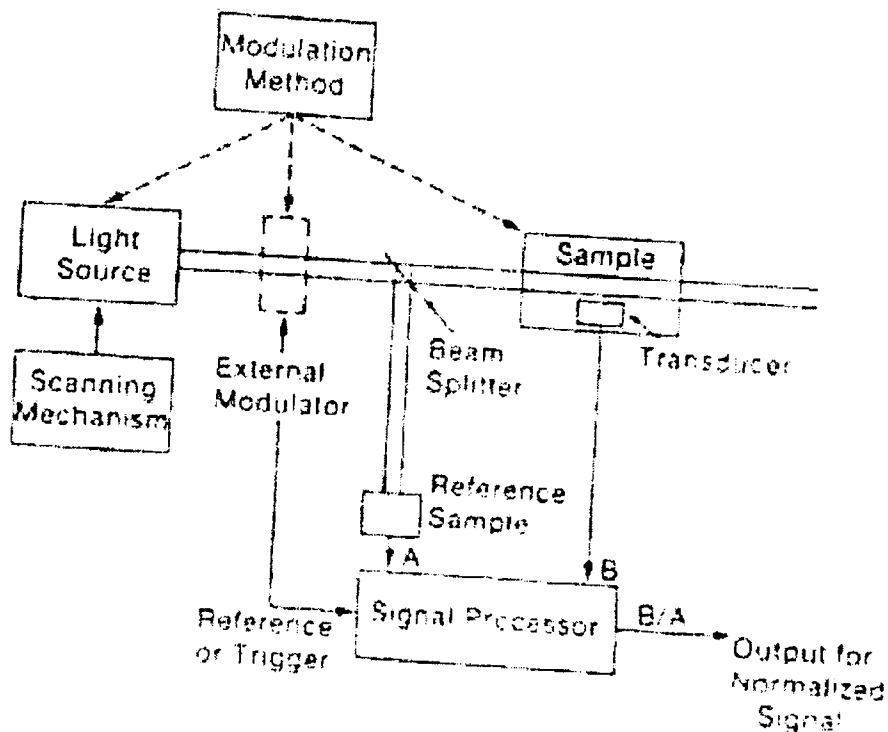 Modulation
Method
Light
Source
Sample
Scanning
Mechanism
External
Modulator
Beam
Splitter
Transducer
Reference
Sample
A
B
Reference
or Trigger
Signal Processor
B/A
Output for
Normalized
Signal